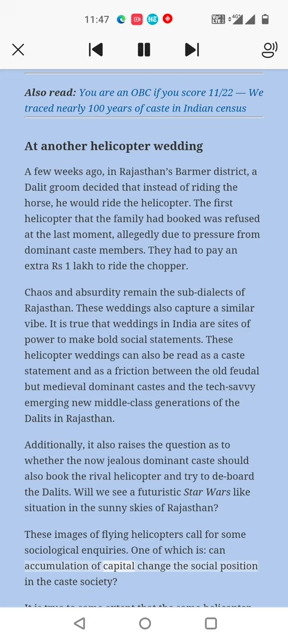 11:47
Also read: You are an OBC if you score 11/22 — We
traced nearly 100 years of caste in Indian census
At another helicopter wedding
A few weeks ago, in Rajasthan's Barmer district, a
Dalit groom decided that instead of riding the
horse, he would ride the helicopter. The first
helicopter that the family had booked was refused
at the last moment, allegedly due to pressure from
dominant caste members. They had to pay an
extra Rs 1 lakh to ride the chopper.
Chaos and absurdity remain the sub-dialects of
Rajasthan. These weddings also capture a similar
vibe. It is true that weddings in India are sites of
power to make bold social statements. These
helicopter weddings can also be read as a caste
statement and as a friction between the old feudal
but medieval dominant castes and the tech-savvy
emerging new middle-class generations of the
Dalits in Rajasthan.
Additionally, it also raises the question as to
whether the now jealous dominant caste should
also book the rival helicopter and try to de-board
the Dalits. Will we see a futuristic Star Wars like
situation in the sunny skies of Rajasthan?
These images of flying helicopters call for some
sociological enquiries. One of which is: can
accumulation of capital change the social position
in the caste society?
It is true to some extent that the same helicopter